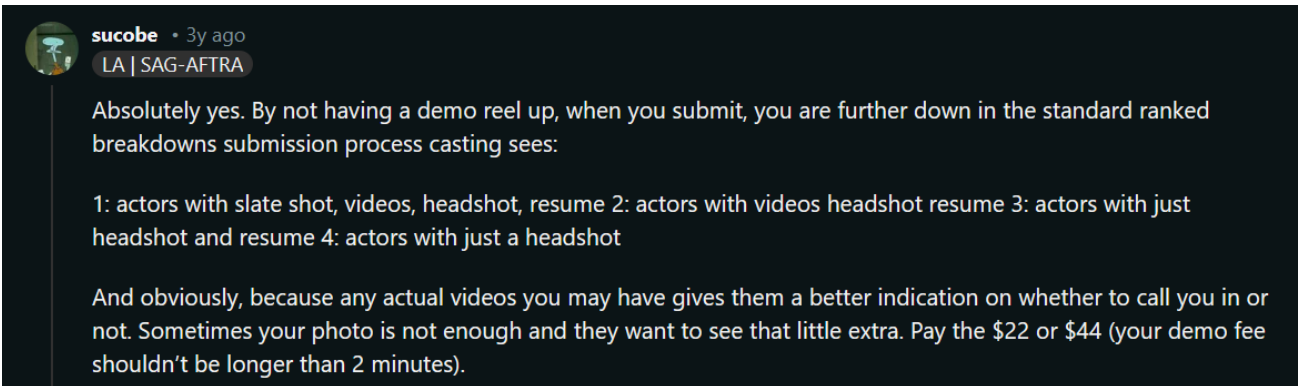 sucobe • 3y ago
LA | SAG-AFTRA
Absolutely yes. By not having a demo reel up, when you submit, you are further down in the standard ranked
breakdowns submission process casting sees:
1: actors with slate shot, videos, headshot, resume 2: actors with videos headshot resume 3: actors with just
headshot and resume 4: actors with just a headshot
And obviously, because any actual videos you may have gives them a better indication on whether to call you in or
not. Sometimes your photo is not enough and they want to see that little extra. Pay the $22 or $44 (your demo fee
shouldn’t be longer than 2 minutes).